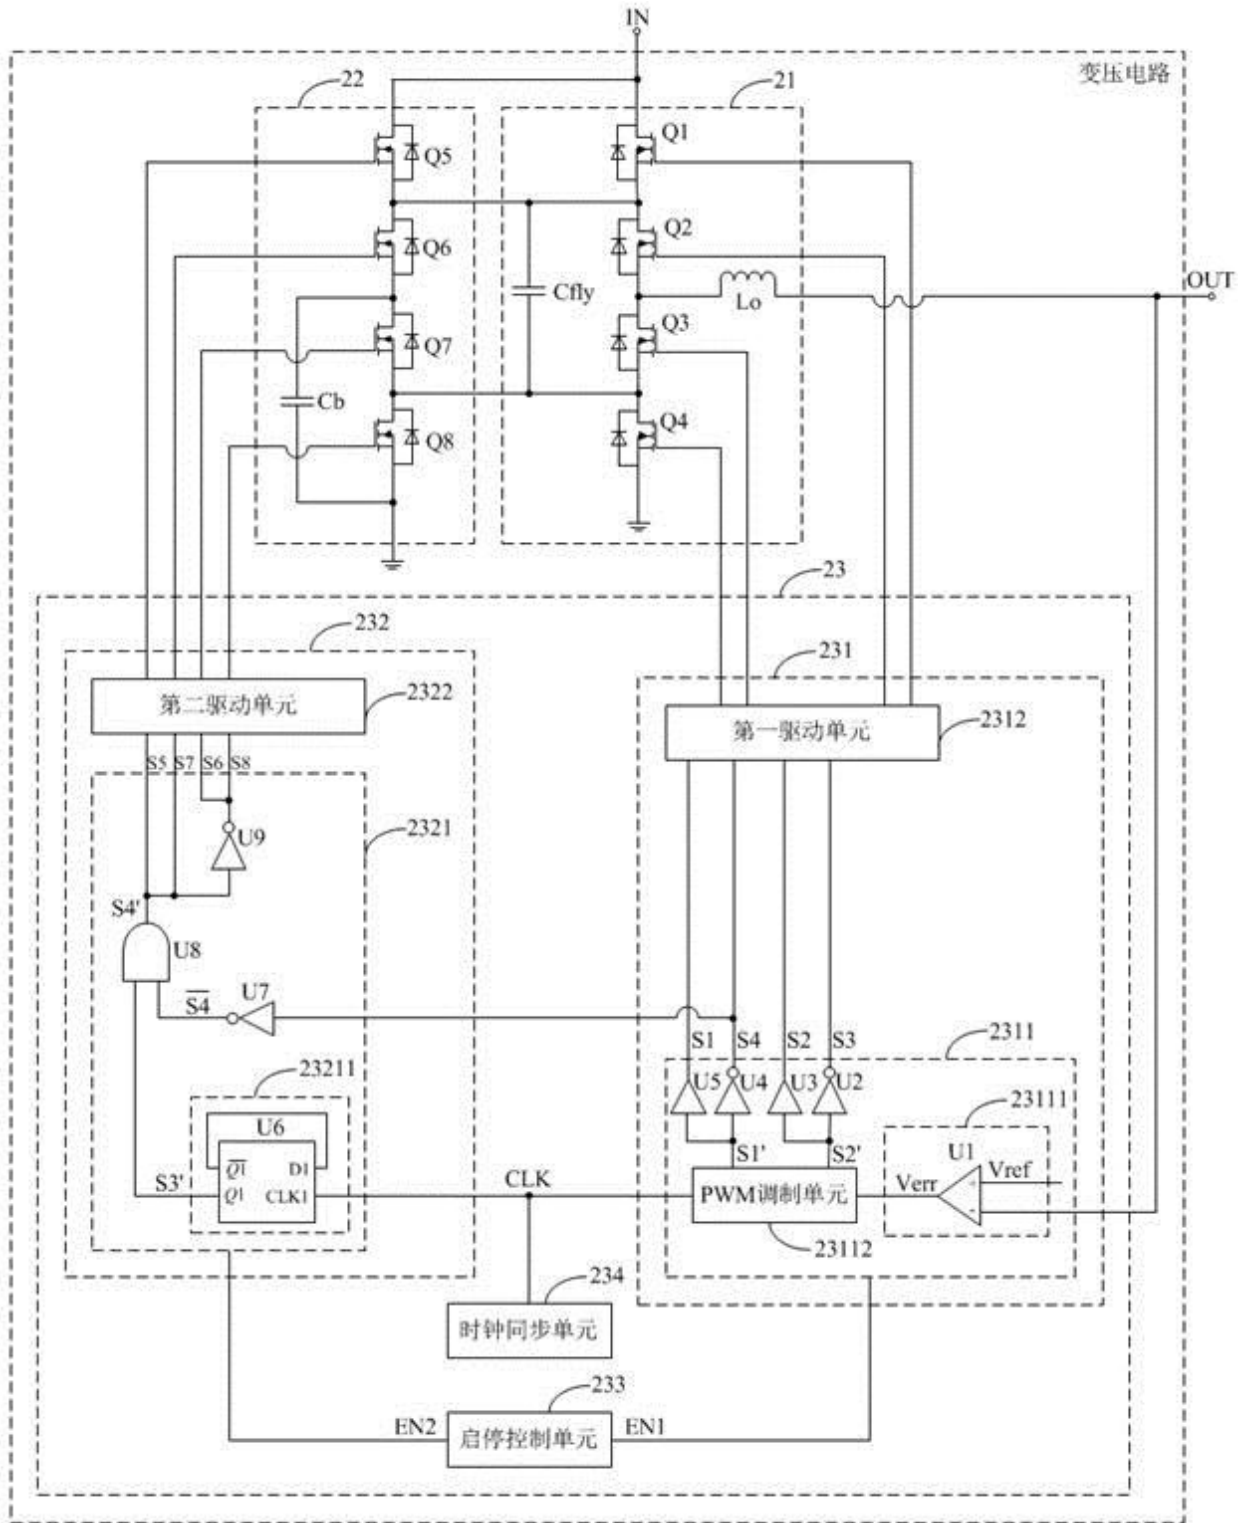 IN
变压电路
22
21
Q5
Q1
Q6
Q2
Cfly
Lo
OUT
Q7
Q3
Cb
Q8
Q4
23
232
231
第二驱动单元
2322
第一驱动单元
2312
S5 S7 S6 S8
U9
2321
S4'
U8
S4
U7
S1 S4 S2 S3
2311
U5 U4 U3 U2
23211
23111
U6
U1
Q1 D1
S1' S2'
Vref
+
S3'
Q1 CLK1
CLK
PWM调制单元
Verr
-
23112
234
时钟同步单元
233
EN2
启停控制单元
EN1